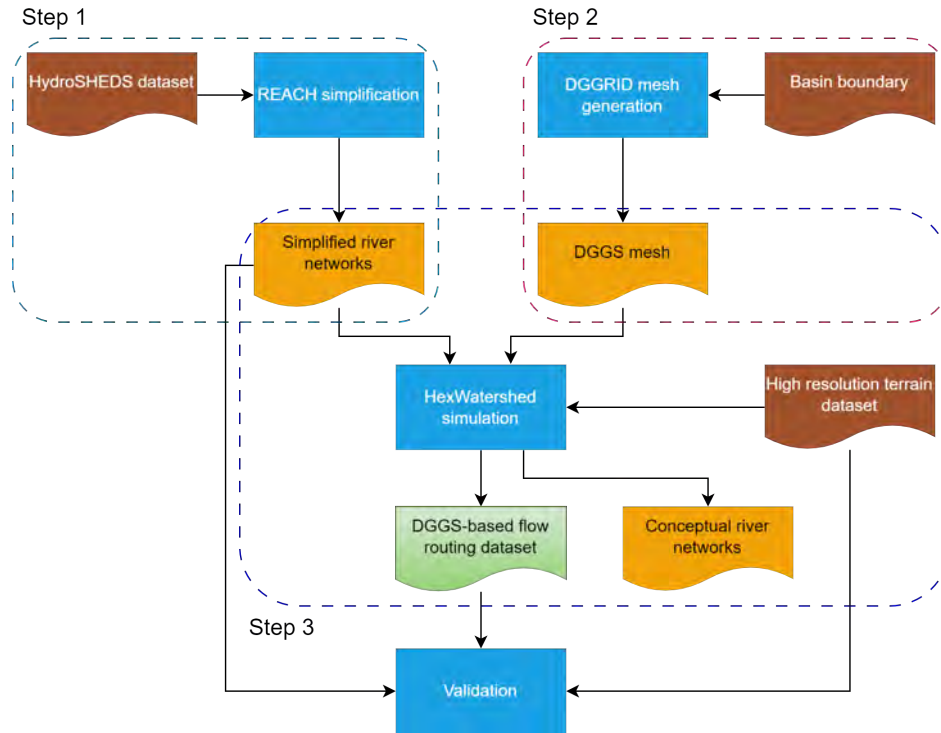 Step 1
Step 2
HydroSHEDS dataset
REACH simplification
DGGRID mesh
generation
Basin boundary
Simplified river
networks
DGGS mesh
HexWatershed
simulation
High resolution terrain
dataset
DGGS-based flow
routing dataset
Conceptual river
networks
Step 3
Validation